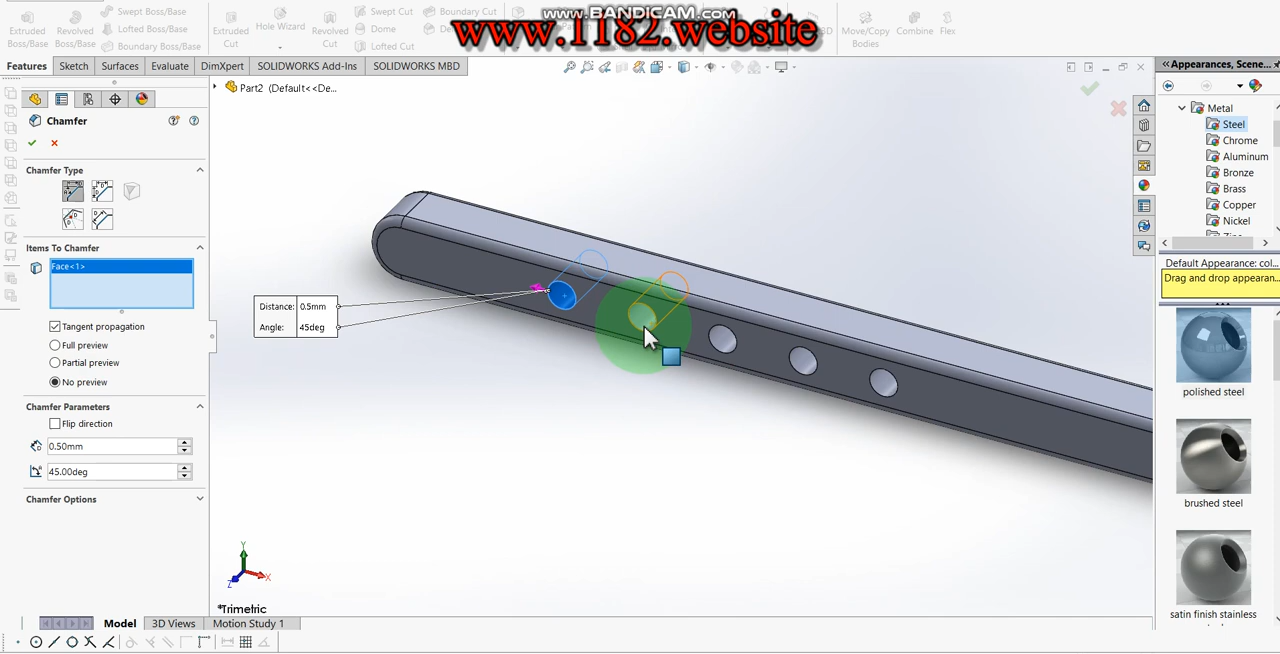 www.BANDICAM.com
www.1182.website
Extruded Boss/Base
Revolved Boss/Base
Swept Boss/Base
Lofted Boss/Base
Boundary Boss/Base
Extruded Cut
Hole Wizard
Revolved Cut
Swept Cut
Dome
Lofted Cut
Boundary Cut
Move/Copy Bodies
Combine
Flex
Features
Sketch
Surfaces
Evaluate
DimXpert
SOLIDWORKS Add-Ins
SOLIDWORKS MBD
Part2 (Default<<De...
Chamfer
Chamfer Type
Items To Chamfer
Face<1>
Tangent propagation
Full preview
Partial preview
No preview
Chamfer Parameters
Flip direction
0.50mm
45.00deg
Chamfer Options
Distance: 0.5mm
Angle: 45deg
Y
X
Z
*Trimetric
Model
3D Views
Motion Study 1
Appearances, Scene...
Metal
Steel
Chrome
Aluminum
Bronze
Brass
Copper
Nickel
Default Appearance: col...
Drag and drop appearan...
polished steel
brushed steel
satin finish stainless